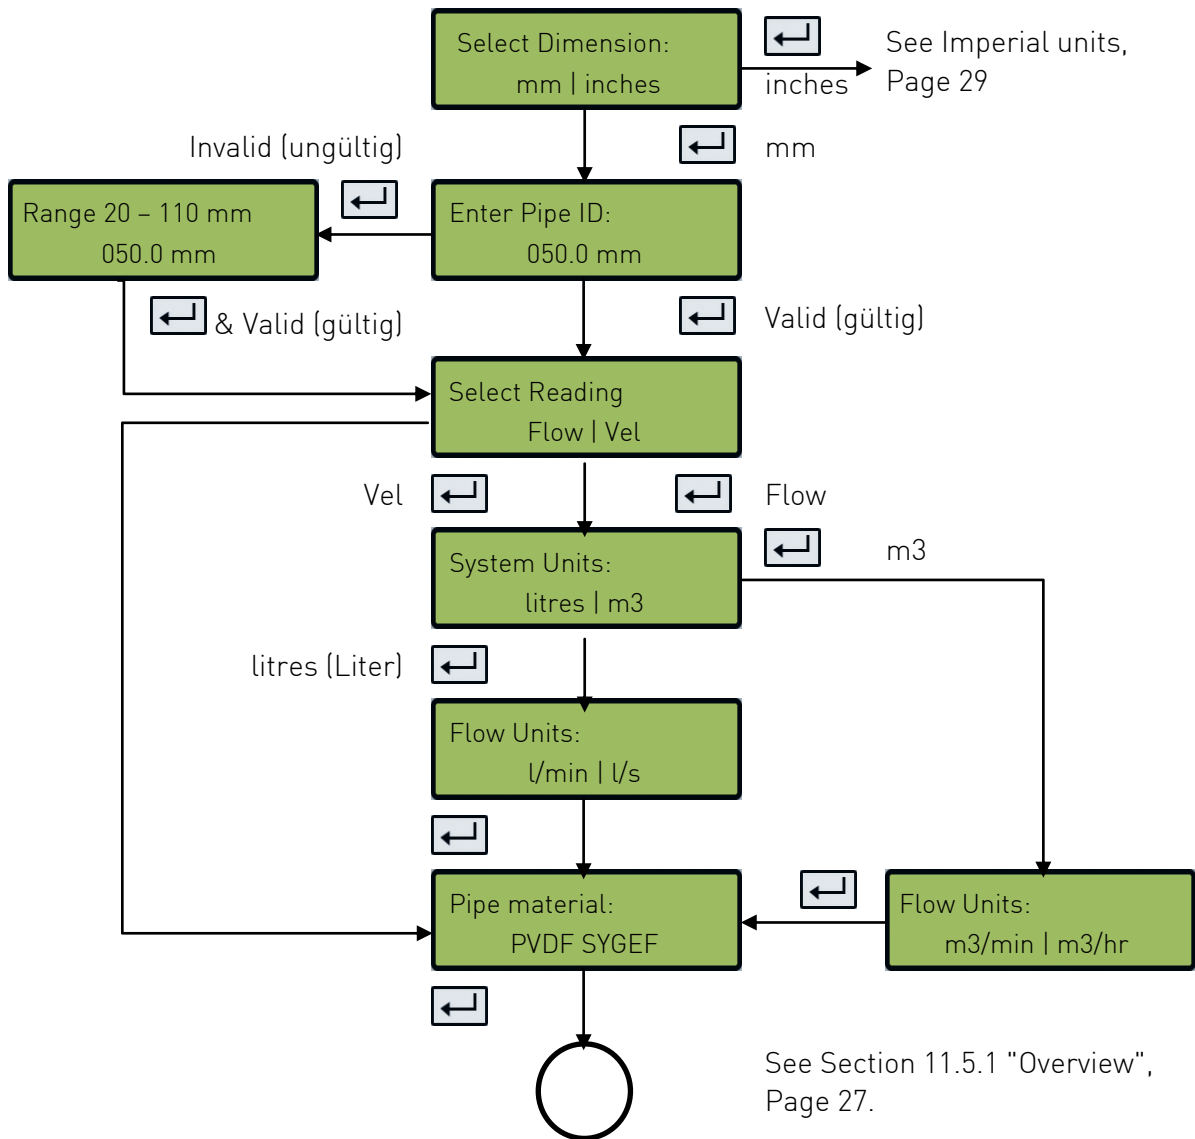 Select Dimension:
mm | inches
inches
See Imperial units,
Page 29
mm
Invalid (ungültig)
Range 20 – 110 mm
050.0 mm
Enter Pipe ID:
050.0 mm
& Valid (gültig)
Valid (gültig)
Select Reading
Flow | Vel
Vel
Flow
System Units:
litres | m3
m3
litres (Liter)
Flow Units:
l/min | l/s
Pipe material:
PVDF SYGEF
Flow Units:
m3/min | m3/hr
See Section 11.5.1 "Overview",
Page 27.